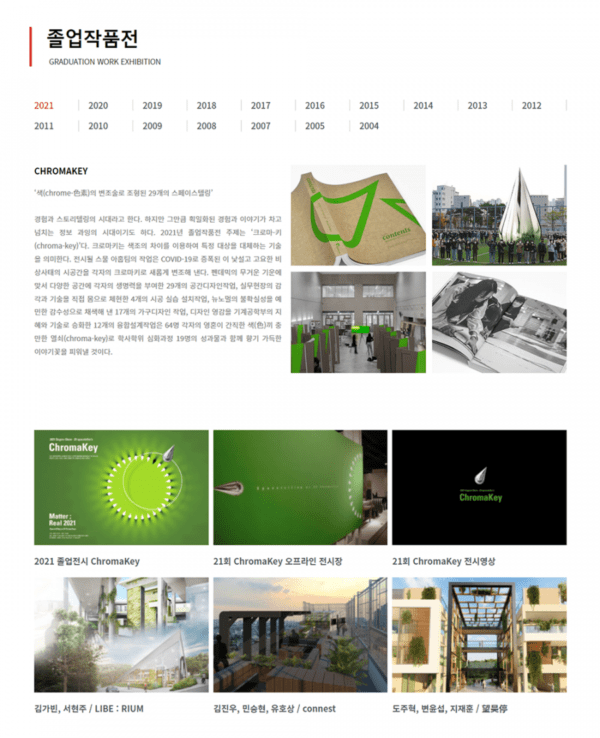 졸업작품전
GRADUATION WORK EXHIBITION
2021 2020 2019 2018 2017 2016 2015 2014 2013 2012
2011 2010 2009 2008 2007 2005 2004
CHROMAKEY
'색(chrome-色素)의 변조술로 조형된 29개의 스페이스텔링'
경험과 스토리텔링의 시대라고 한다. 하지만 그만큼 획일화된 경험과 이야기가 차고
넘치는 정보 과잉의 시대이기도 하다. 2021년 졸업작품전 주제는 '크로마-키
(chroma-key)'다. 크로마키는 색조의 차이를 이용하여 특정 대상을 대체하는 기술
을 의미한다. 전시될 스물 아홉팀의 작업은 COVID-19로 증폭된 이 낯설고 고요한 비
상사태의 시공간을 각자의 크로마키로 새롭게 변조해 낸다. 팬데믹의 무거운 기운에
맞서 다양한 공간에 각자의 생명력을 부여한 29개의 공간디자인작업, 실무현장의 감
각과 기술을 직접 몸으로 체현한 4개의 시공 실습 설치작업, 뉴노멀의 불확실성을 예
민한 감수성으로 채색해 낸 17개의 가구디자인 작업, 디자인 영감을 기계공학부의 지
혜와 기술로 승화한 12개의 융합설계작업은 64명 각자의 영혼이 간직한 색(色)의 충
만한 열쇠(chroma-key)로 학사학위 심화과정 19명의 성과물과 함께 향기 가득한
이야기꽃을 피워낼 것이다.
Contents
ChromaKey
Matter :
Real 2021
ChromaKey
2021 졸업전시 ChromaKey
21회 ChromaKey 오프라인 전시장
21회 ChromaKey 전시영상
김가빈, 서현주 / LIBE : RIUM
김진우, 민승현, 유호상 / connest
도주혁, 변윤섭, 지재훈 / 望昊停